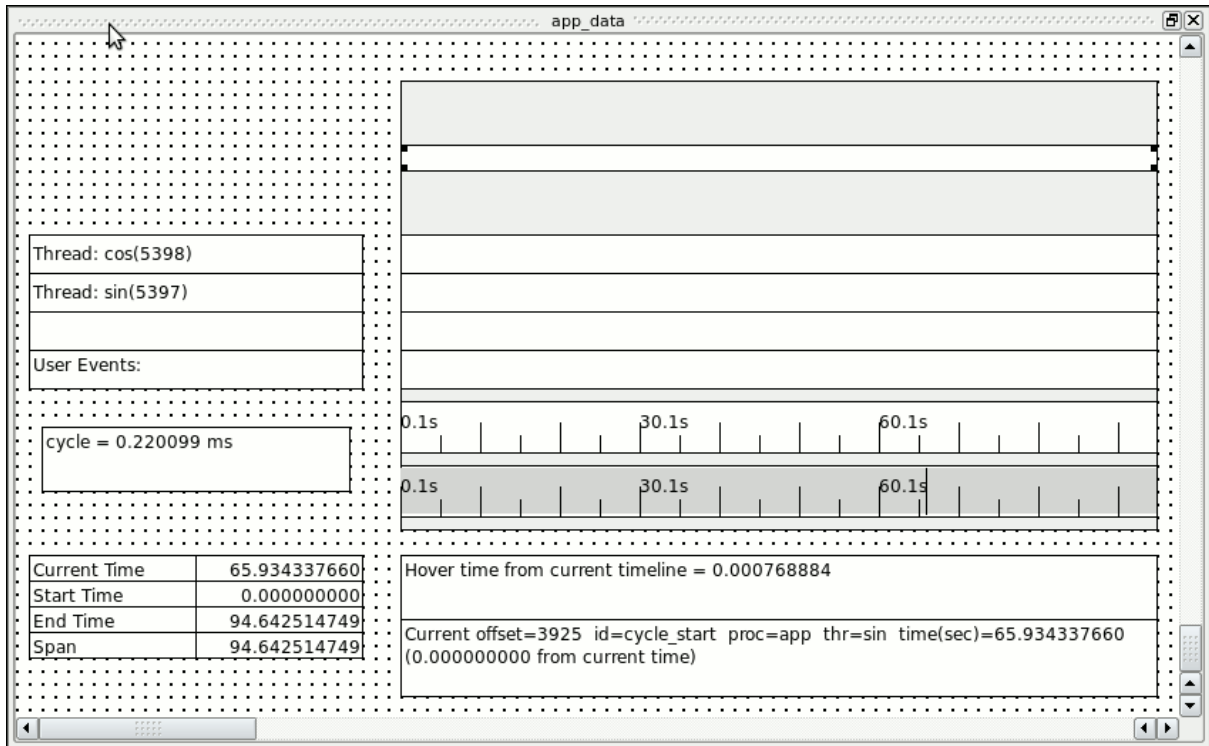 app_data
Thread: cos(5398)
Thread: sin(5397)
User Events:
cycle = 0.220099 ms
0.1s 30.1s 60.1s
0.1s 30.1s 60.1s
Current Time 65.934337660
Start Time 0.000000000
End Time 94.642514749
Span 94.642514749
Hover time from current timeline = 0.000768884
Current offset=3925 id=cycle_start proc=app thr=sin time(sec)=65.934337660
(0.000000000 from current time)